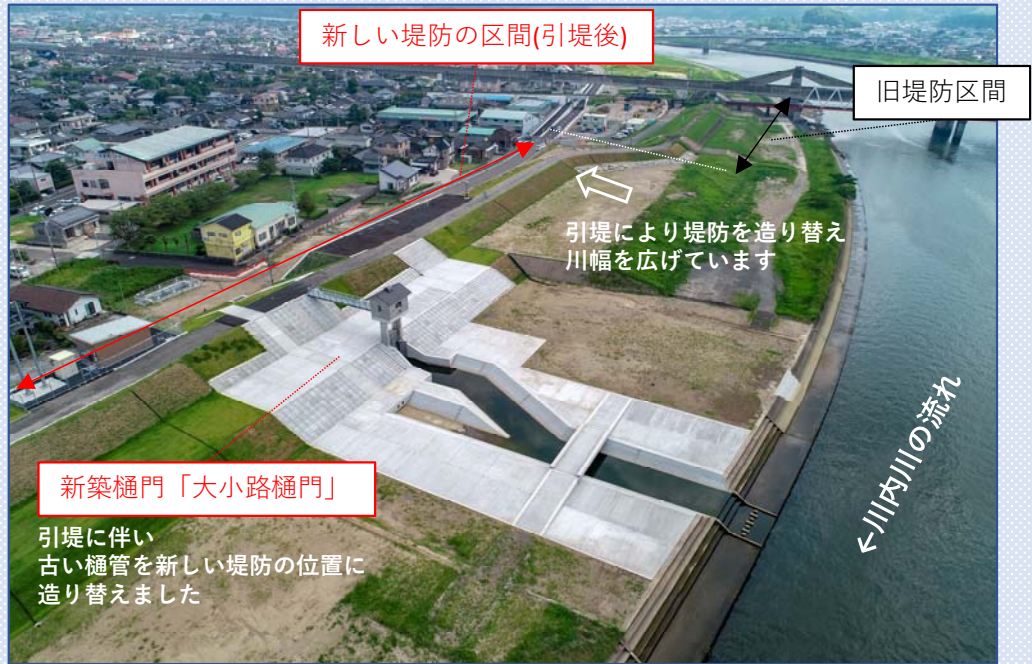 新しい堤防の区間(引堤後)
旧堤防区間
引堤により堤防を造り替え
川幅を広げています
←川内川の流れ
新築樋門「大小路樋門」
引堤に伴い
古い樋管を新しい堤防の位置に
造り替えました